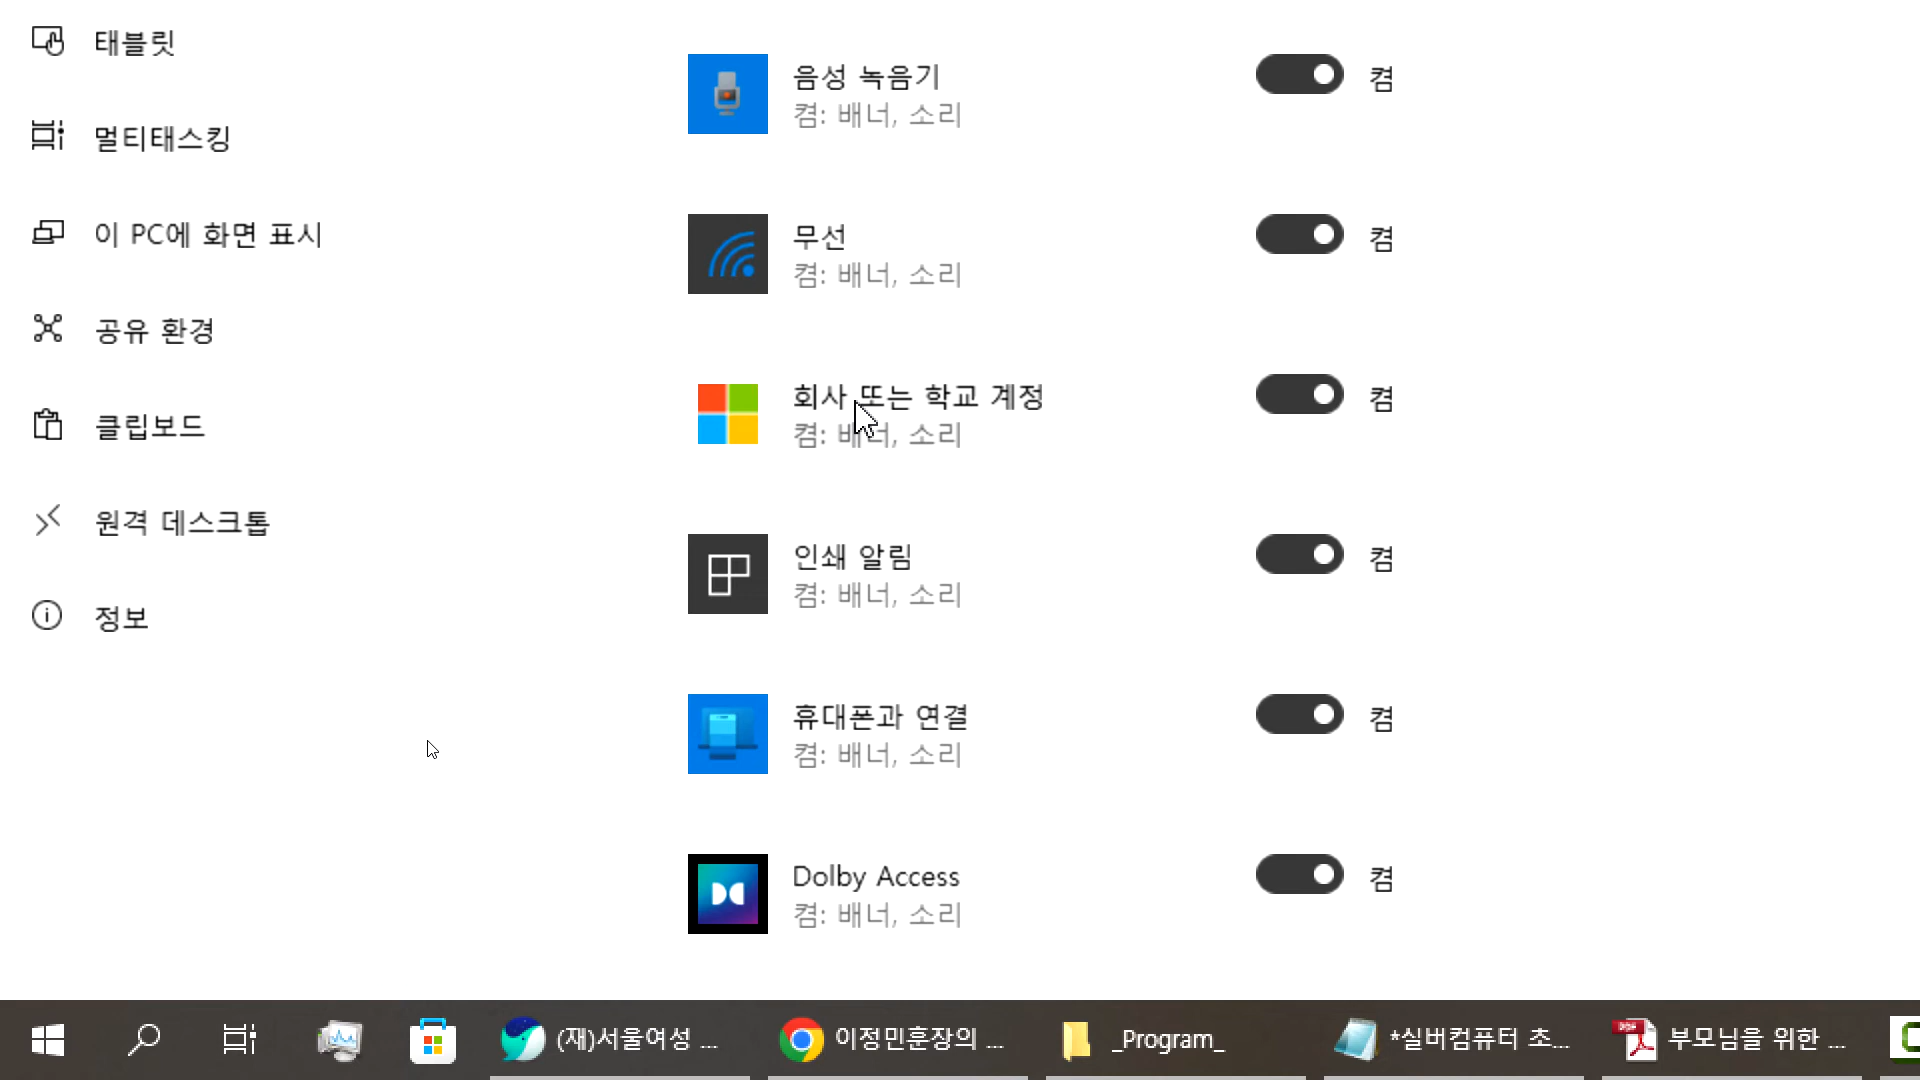 태블릿
멀티태스킹
이 PC에 화면 표시
공유 환경
클립보드
원격 데스크톱
정보
음성 녹음기
켬: 배너, 소리
켬
무선
켬: 배너, 소리
켬
회사 또는 학교 계정
켬: 배너, 소리
켬
인쇄 알림
켬: 배너, 소리
켬
휴대폰과 연결
켬: 배너, 소리
켬
Dolby Access
켬: 배너, 소리
켬
(재)서울여성 ...
이정민훈장의 ...
_Program_
*실버컴퓨터 초...
PDF
부모님을 위한 ...